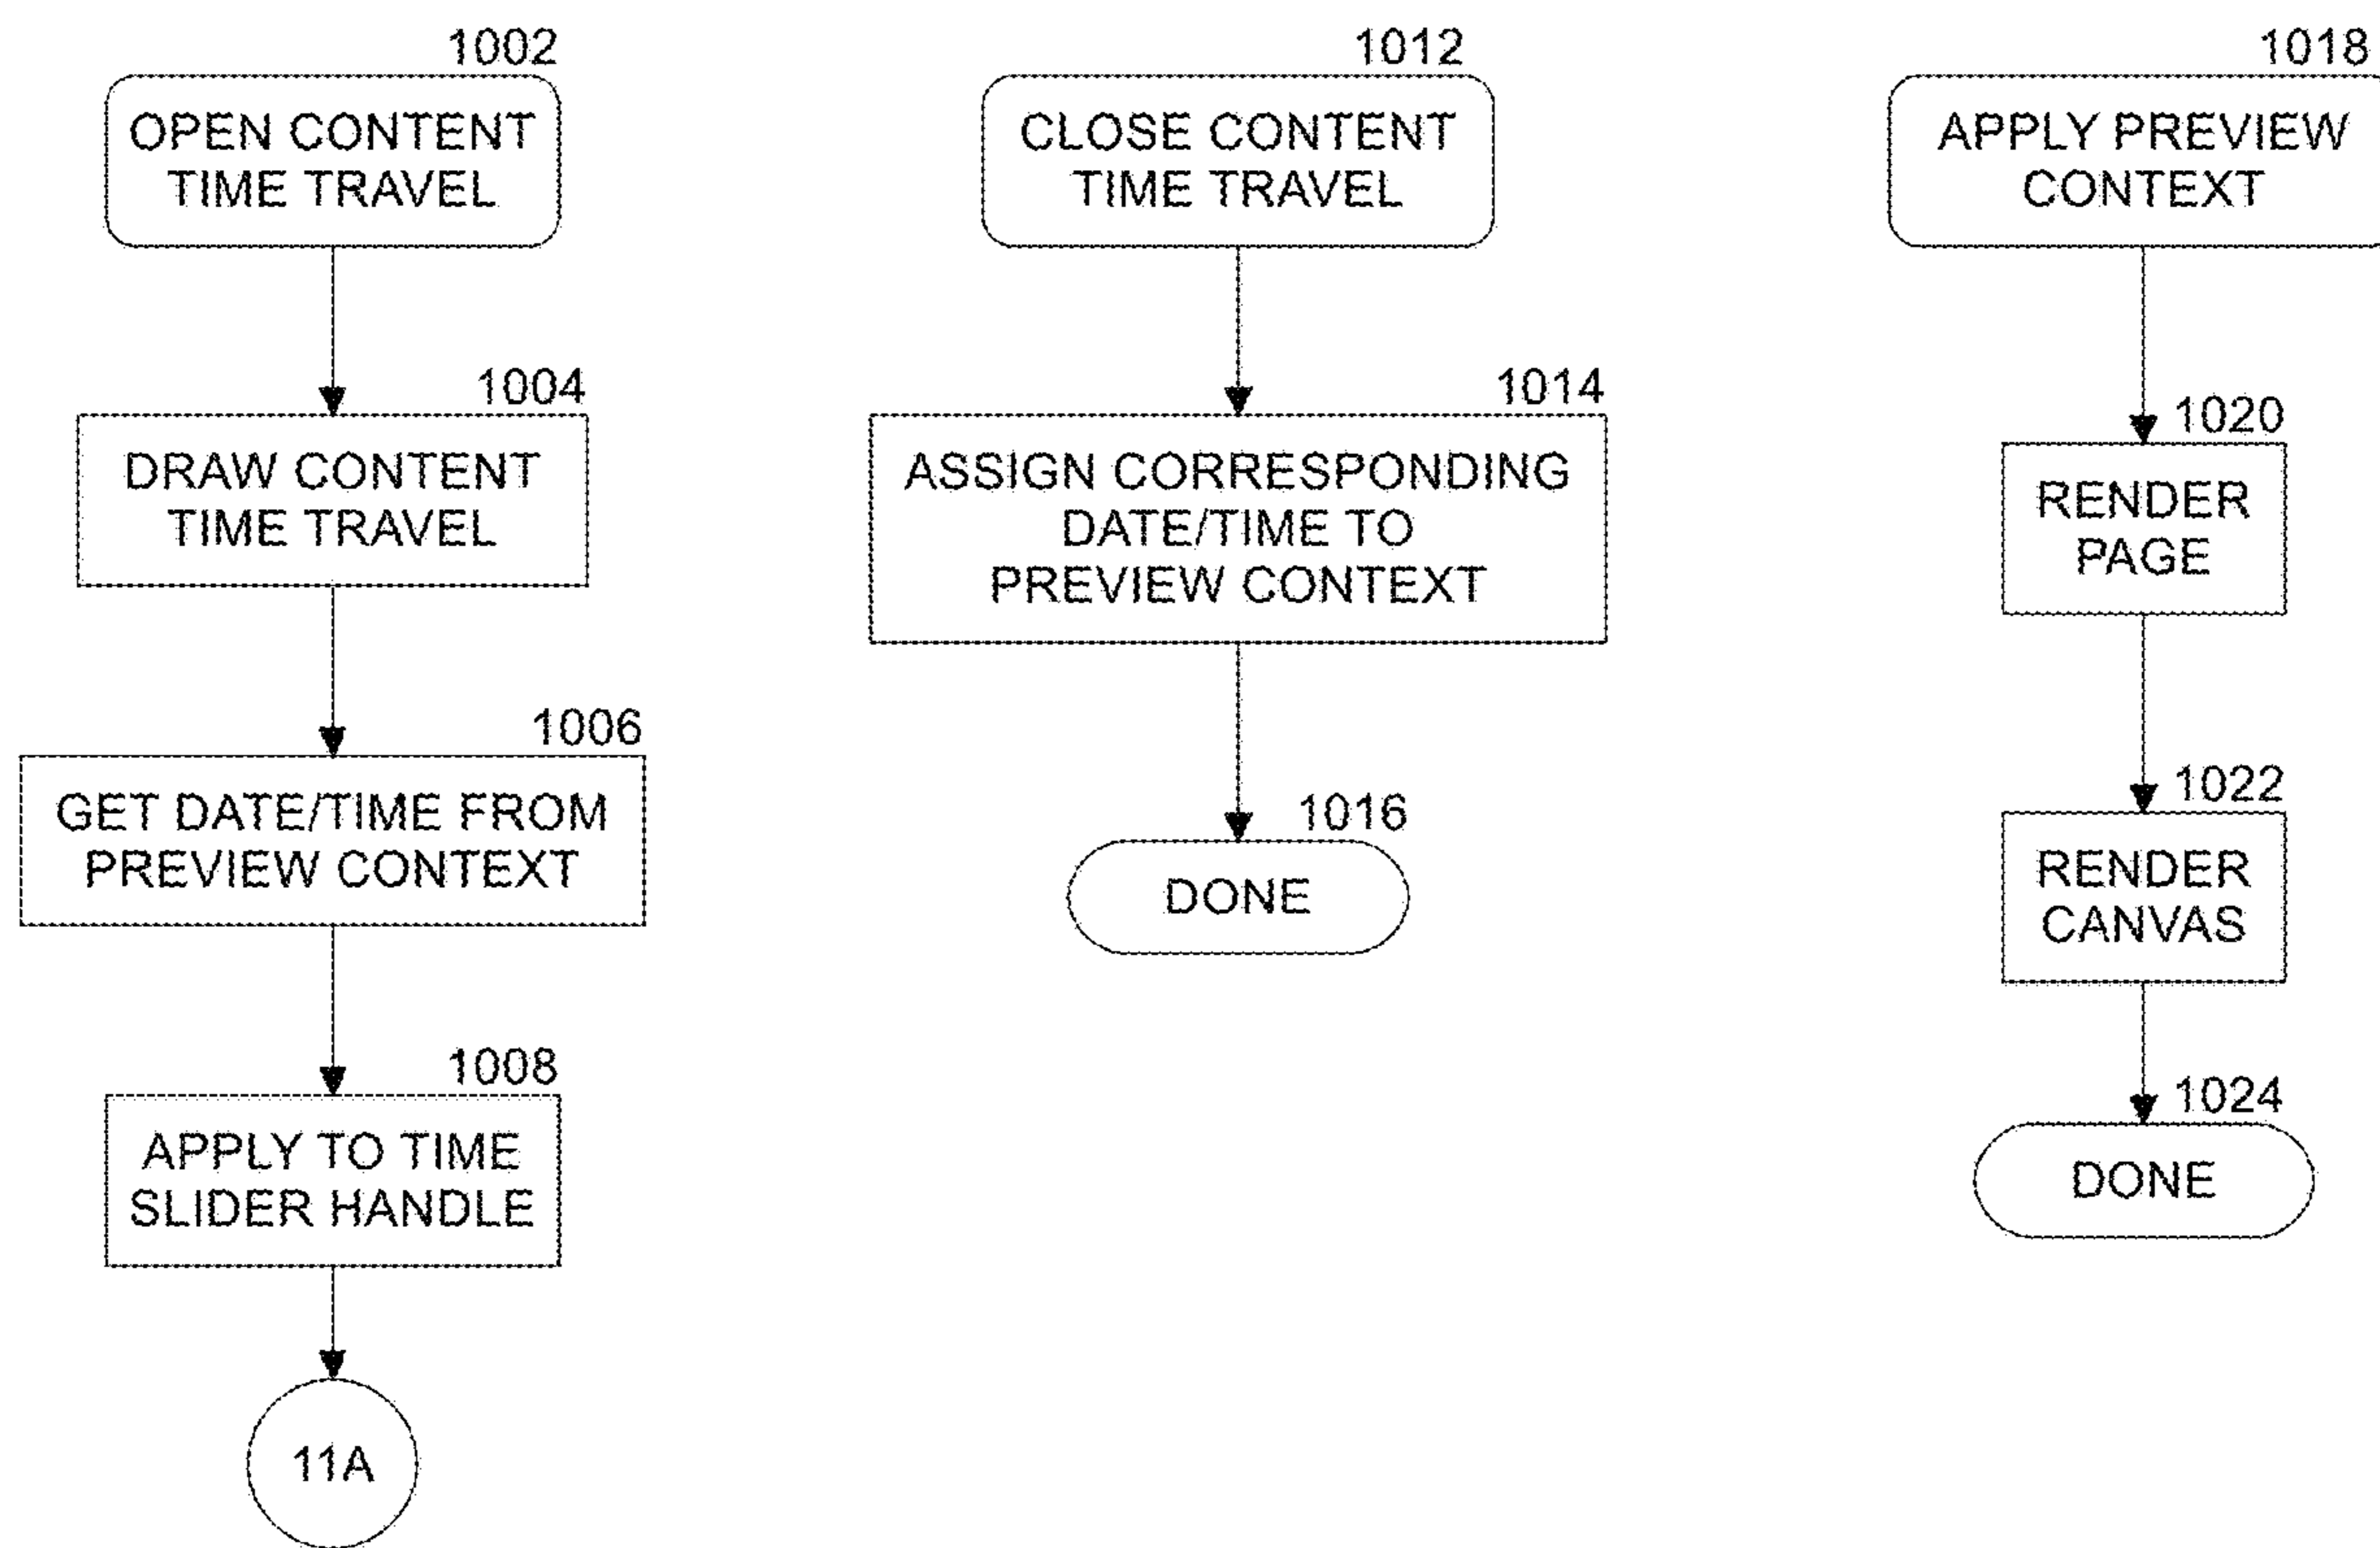 1002
OPEN CONTENT
TIME TRAVEL
1004
DRAW CONTENT
TIME TRAVEL
1006
GET DATE/TIME FROM
PREVIEW CONTEXT
1008
APPLY TO TIME
SLIDER HANDLE
11A
1012
CLOSE CONTENT
TIME TRAVEL
1014
ASSIGN CORRESPONDING
DATE/TIME TO
PREVIEW CONTEXT
1016
DONE
1018
APPLY PREVIEW
CONTEXT
1020
RENDER
PAGE
1022
RENDER
CANVAS
1024
DONE